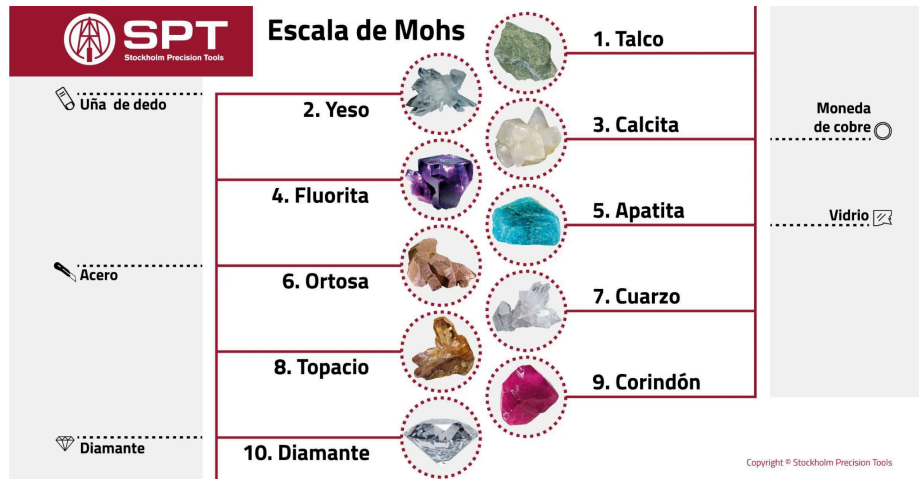 SPT
Stockholm Precision Tools
Escala de Mohs
1. Talco
Uña de dedo
2. Yeso
3. Calcita
Moneda
de cobre
4. Fluorita
5. Apatita
Vidrio
Acero
6. Ortosa
7. Cuarzo
8. Topacio
9. Corindón
Diamante
10. Diamante
Copyright © Stockholm Precision Tools